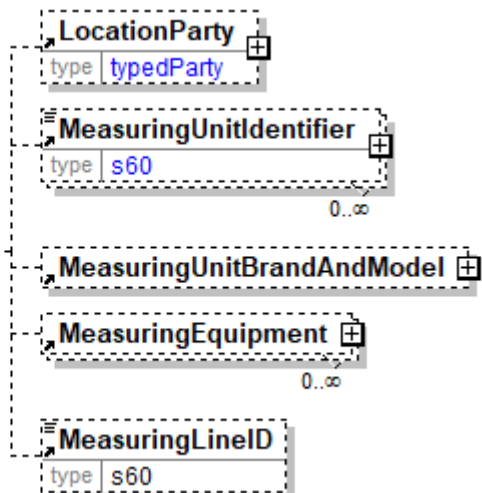 LocationParty
type typedParty
MeasuringUnitIdentifier
type s60
0..∞
MeasuringUnitBrandAndModel
MeasuringEquipment
0..∞
MeasuringLineID
type s60